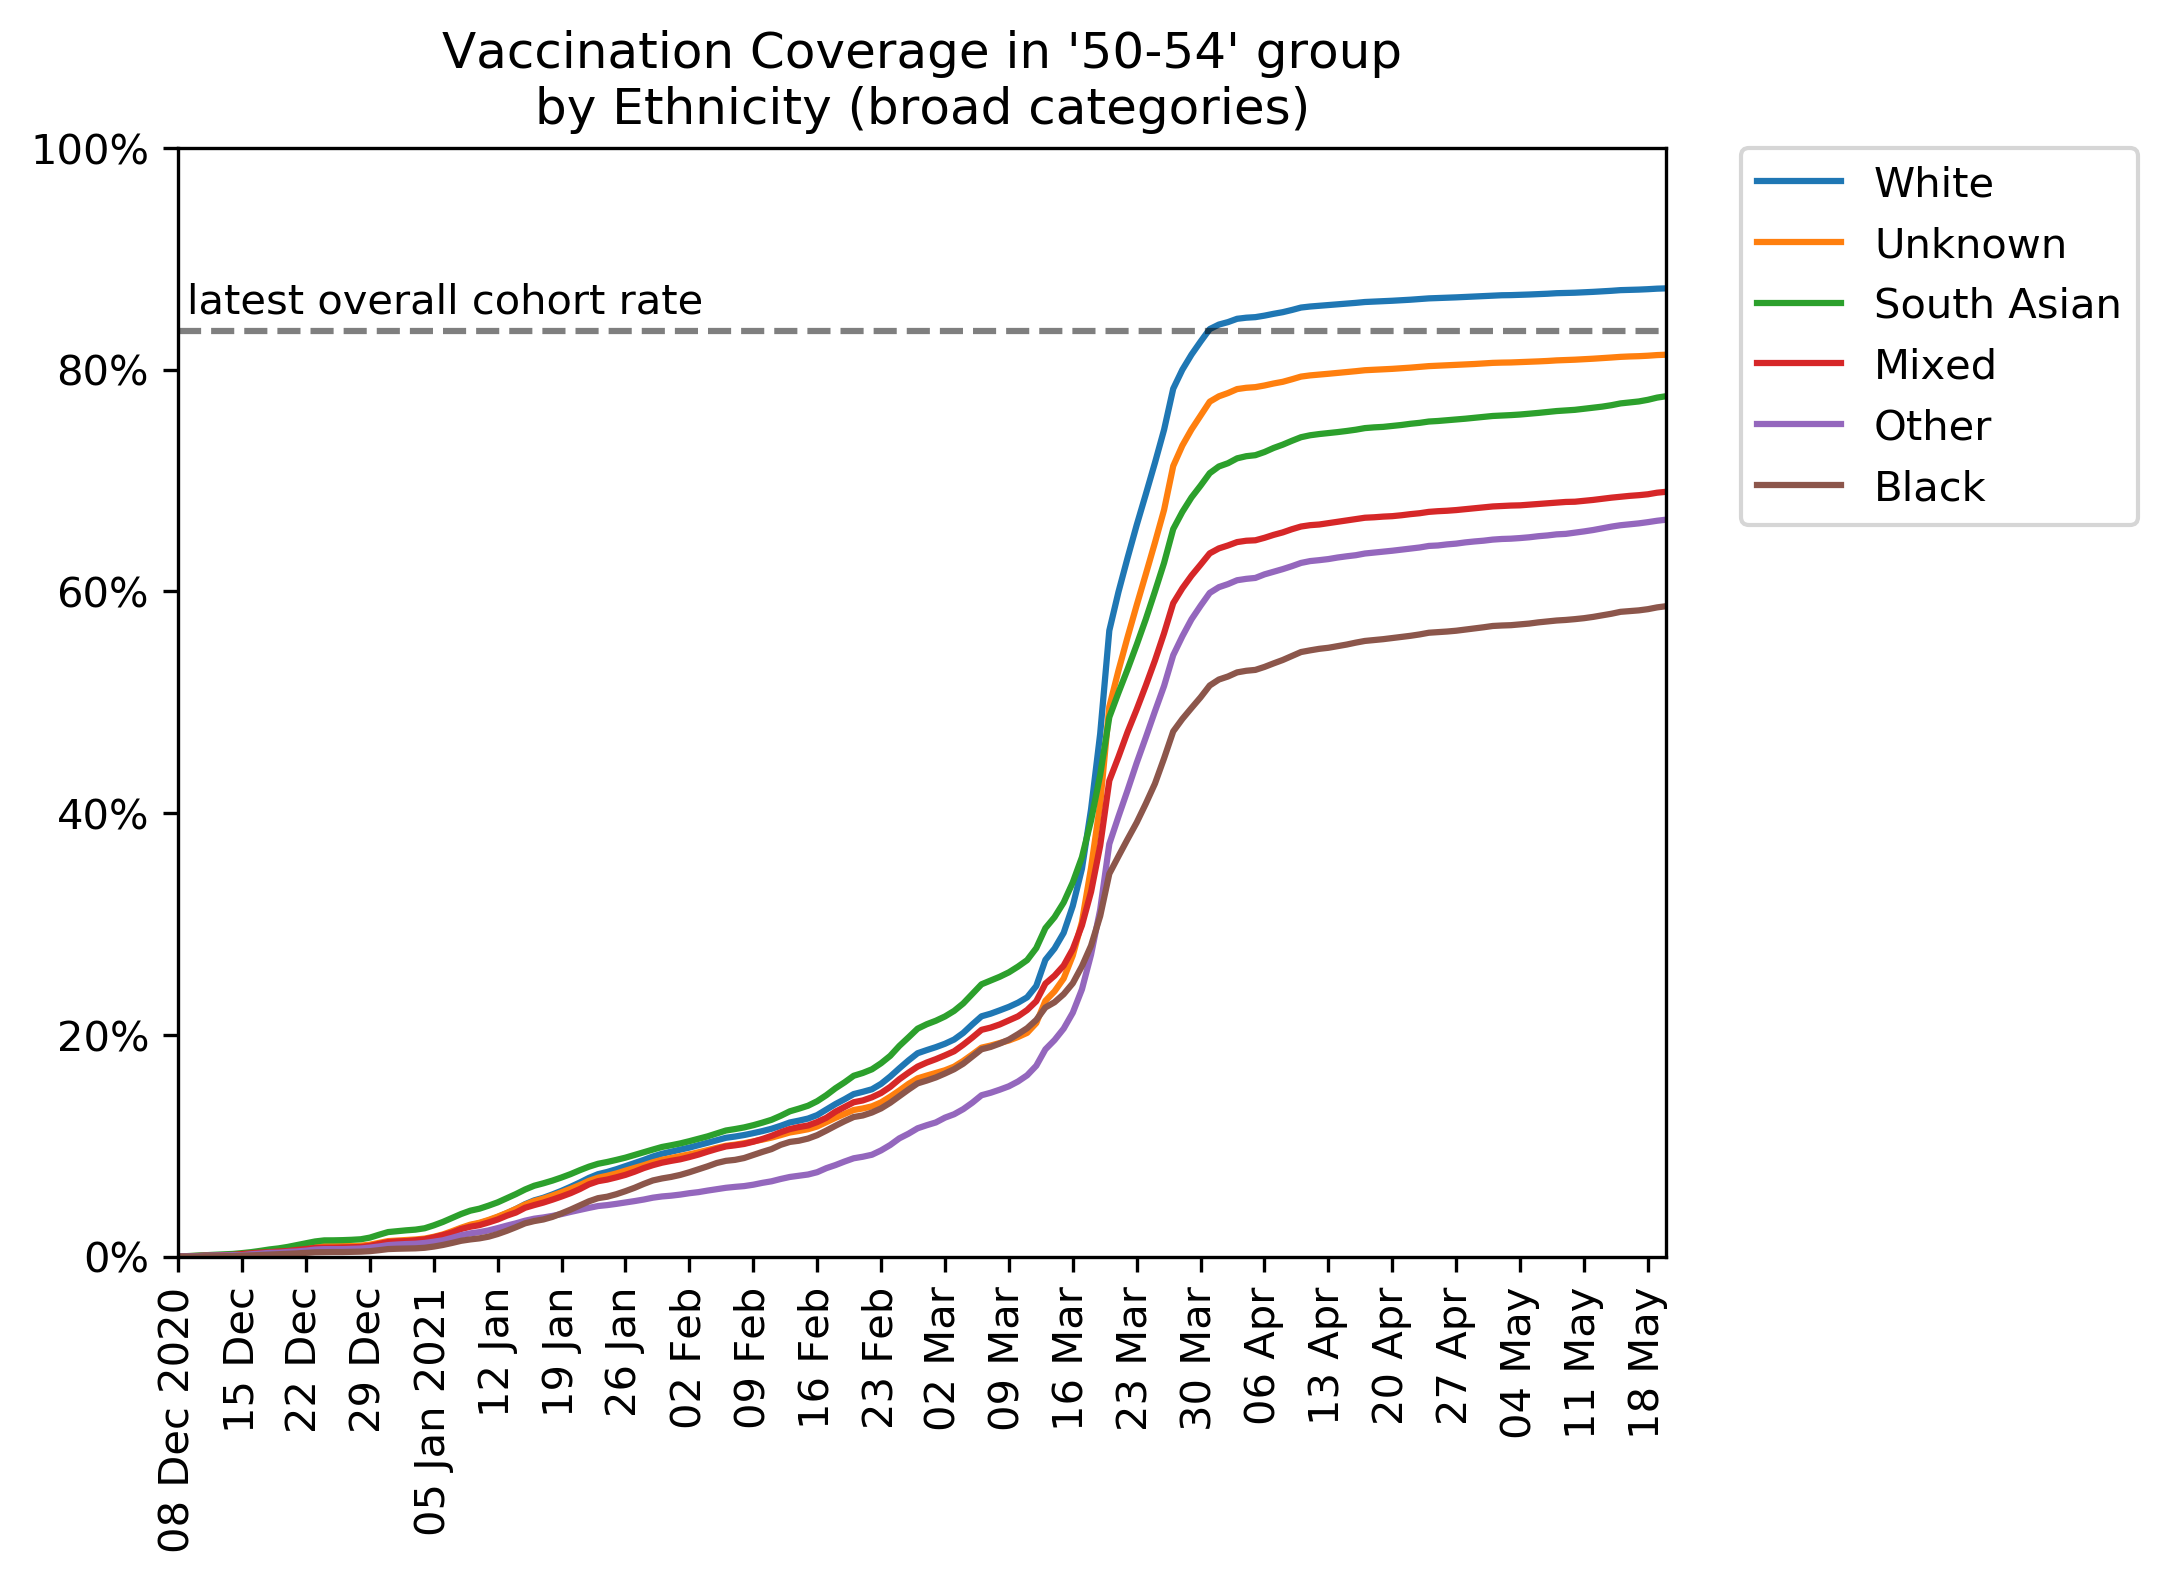 Vaccination Coverage in '50-54' group
by Ethnicity (broad categories)
100%
80%
60%
40%
20%
0%
latest overall cohort rate
White
Unknown
South Asian
Mixed
Other
Black
08 Dec 2020
15 Dec
22 Dec
29 Dec
05 Jan 2021
12 Jan
19 Jan
26 Jan
02 Feb
09 Feb
16 Feb
23 Feb
02 Mar
09 Mar
16 Mar
23 Mar
30 Mar
06 Apr
13 Apr
20 Apr
27 Apr
04 May
11 May
18 May